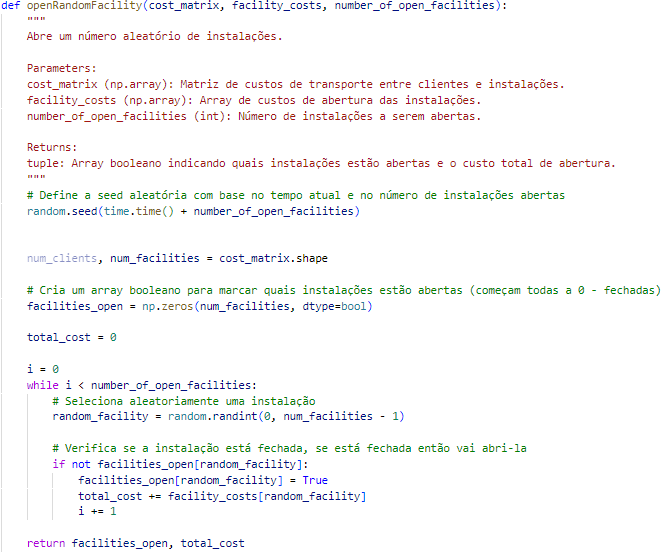 def openRandomFacility(cost_matrix, facility_costs, number_of_open_facilities):
    """
    Abre um número aleatório de instalações.

    Parameters:
    cost_matrix (np.array): Matriz de custos de transporte entre clientes e instalações.
    facility_costs (np.array): Array de custos de abertura das instalações.
    number_of_open_facilities (int): Número de instalações a serem abertas.

    Returns:
    tuple: Array booleano indicando quais instalações estão abertas e o custo total de abertura.
    """
    # Define a seed aleatória com base no tempo atual e no número de instalações abertas
    random.seed(time.time() + number_of_open_facilities)


    num_clients, num_facilities = cost_matrix.shape

    # Cria um array booleano para marcar quais instalações estão abertas (começam todas a 0 - fechadas)
    facilities_open = np.zeros(num_facilities, dtype=bool)

    total_cost = 0

    i = 0
    while i < number_of_open_facilities:
        # Seleciona aleatoriamente uma instalação
        random_facility = random.randint(0, num_facilities - 1)

        # Verifica se a instalação está fechada, se está fechada então vai abri-la
        if not facilities_open[random_facility]:
            facilities_open[random_facility] = True
            total_cost += facility_costs[random_facility]
            i += 1

    return facilities_open, total_cost